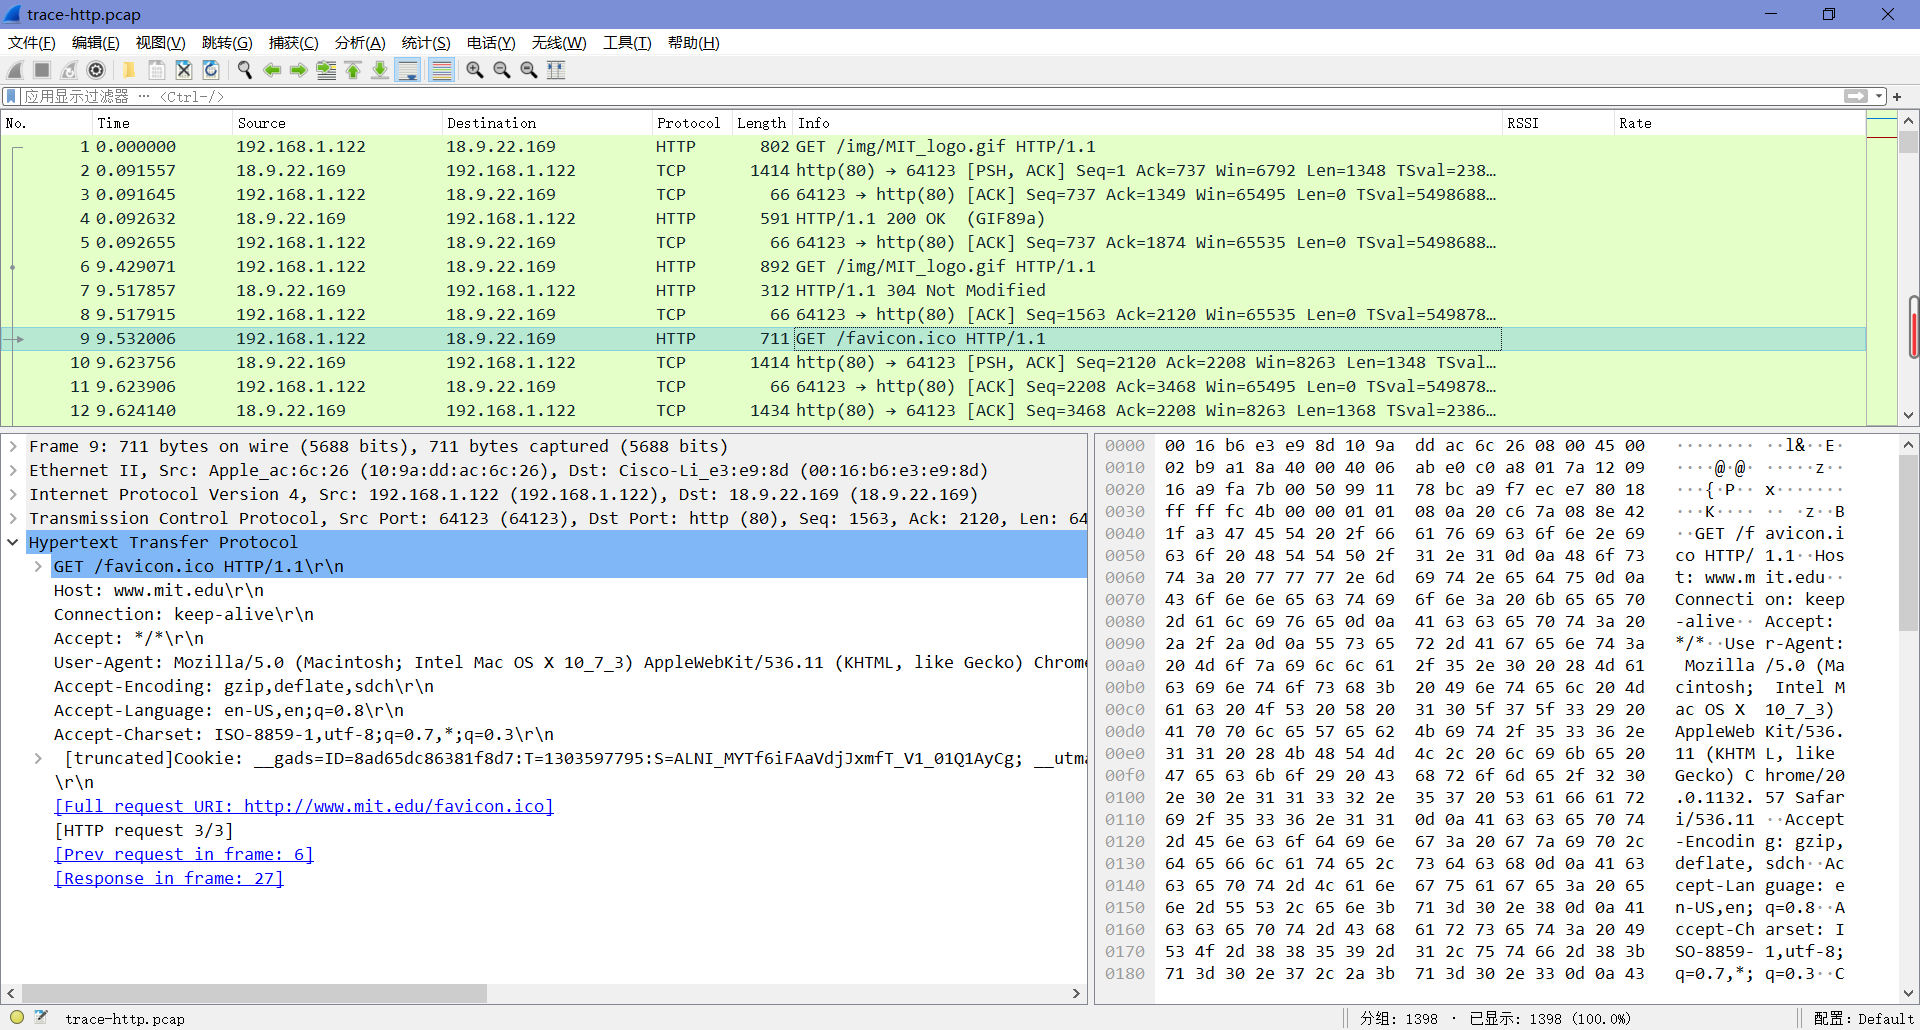 trace-http.pcap
文件(F) 编辑(E) 视图(V) 跳转(G) 捕获(C) 分析(A) 统计(S) 电话(Y) 无线(W) 工具(T) 帮助(H)
应用显示过滤器 … <Ctrl-/>
No. Time Source Destination Protocol Length Info RSSI Rate
1 0.000000 192.168.1.122 18.9.22.169 HTTP 802 GET /img/MIT_logo.gif HTTP/1.1
2 0.091557 18.9.22.169 192.168.1.122 TCP 1414 http(80) → 64123 [PSH, ACK] Seq=1 Ack=737 Win=6792 Len=1348 TSval=238…
3 0.091645 192.168.1.122 18.9.22.169 TCP 66 64123 → http(80) [ACK] Seq=737 Ack=1349 Win=65495 Len=0 TSval=5498688…
4 0.092632 18.9.22.169 192.168.1.122 HTTP 591 HTTP/1.1 200 OK (GIF89a)
5 0.092655 192.168.1.122 18.9.22.169 TCP 66 64123 → http(80) [ACK] Seq=737 Ack=1874 Win=65535 Len=0 TSval=5498688…
6 9.429071 192.168.1.122 18.9.22.169 HTTP 892 GET /img/MIT_logo.gif HTTP/1.1
7 9.517857 18.9.22.169 192.168.1.122 HTTP 312 HTTP/1.1 304 Not Modified
8 9.517915 192.168.1.122 18.9.22.169 TCP 66 64123 → http(80) [ACK] Seq=1563 Ack=2120 Win=65535 Len=0 TSval=549878…
9 9.532006 192.168.1.122 18.9.22.169 HTTP 711 GET /favicon.ico HTTP/1.1
10 9.623756 18.9.22.169 192.168.1.122 TCP 1414 http(80) → 64123 [PSH, ACK] Seq=2120 Ack=2208 Win=8263 Len=1348 TSval…
11 9.623906 192.168.1.122 18.9.22.169 TCP 66 64123 → http(80) [ACK] Seq=2208 Ack=3468 Win=65495 Len=0 TSval=549878…
12 9.624140 18.9.22.169 192.168.1.122 TCP 1434 http(80) → 64123 [ACK] Seq=3468 Ack=2208 Win=8263 Len=1368 TSval=2386…
Frame 9: 711 bytes on wire (5688 bits), 711 bytes captured (5688 bits)
Ethernet II, Src: Apple_ac:6c:26 (10:9a:dd:ac:6c:26), Dst: Cisco-Li_e3:e9:8d (00:16:b6:e3:e9:8d)
Internet Protocol Version 4, Src: 192.168.1.122 (192.168.1.122), Dst: 18.9.22.169 (18.9.22.169)
Transmission Control Protocol, Src Port: 64123 (64123), Dst Port: http (80), Seq: 1563, Ack: 2120, Len: 64
Hypertext Transfer Protocol
GET /favicon.ico HTTP/1.1\r\n
Host: www.mit.edu\r\n
Connection: keep-alive\r\n
Accept: */*\r\n
User-Agent: Mozilla/5.0 (Macintosh; Intel Mac OS X 10_7_3) AppleWebKit/536.11 (KHTML, like Gecko) Chrome
Accept-Encoding: gzip,deflate,sdch\r\n
Accept-Language: en-US,en;q=0.8\r\n
Accept-Charset: ISO-8859-1,utf-8;q=0.7,*;q=0.3\r\n
[truncated]Cookie: __gads=ID=8ad65dc86381f8d7:T=1303597795:S=ALNI_MYTf6iFAaVdjJxmfT_V1_01Q1AyCg; __utma
\r\n
[Full request URI: http://www.mit.edu/favicon.ico]
[HTTP request 3/3]
[Prev request in frame: 6]
[Response in frame: 27]
0000 00 16 b6 e3 e9 8d 10 9a dd ac 6c 26 08 00 45 00 ········ ··l&··E·
0010 02 b9 a1 8a 40 00 40 06 ab e0 c0 a8 01 7a 12 09 ····@·@· ·····z··
0020 16 a9 fa 7b 00 50 99 11 78 bc a9 f7 ec e7 80 18 ···{·P·· x·······
0030 ff ff fc 4b 00 00 01 01 08 0a 20 c6 7a 08 8e 42 ···K···· ·· ·z··B
0040 1f a3 47 45 54 20 2f 66 61 76 69 63 6f 6e 2e 69 ··GET /f avicon.i
0050 63 6f 20 48 54 54 50 2f 31 2e 31 0d 0a 48 6f 73 co HTTP/ 1.1··Hos
0060 74 3a 20 77 77 77 2e 6d 69 74 2e 65 64 75 0d 0a t: www.m it.edu··
0070 43 6f 6e 6e 65 63 74 69 6f 6e 3a 20 6b 65 65 70 Connecti on: keep
0080 2d 61 6c 69 76 65 0d 0a 41 63 63 65 70 74 3a 20 -alive·· Accept:
0090 2a 2f 2a 0d 0a 55 73 65 72 2d 41 67 65 6e 74 3a */*··Use r-Agent:
00a0 20 4d 6f 7a 69 6c 6c 61 2f 35 2e 30 20 28 4d 61 Mozilla /5.0 (Ma
00b0 63 69 6e 74 6f 73 68 3b 20 49 6e 74 65 6c 20 4d cintosh; Intel M
00c0 61 63 20 4f 53 20 58 20 31 30 5f 37 5f 33 29 20 ac OS X 10_7_3)
00d0 41 70 70 6c 65 57 65 62 4b 69 74 2f 35 33 36 2e AppleWeb Kit/536.
00e0 31 31 20 28 4b 48 54 4d 4c 2c 20 6c 69 6b 65 20 11 (KHTM L, like
00f0 47 65 63 6b 6f 29 20 43 68 72 6f 6d 65 2f 32 30 Gecko) C hrome/20
0100 2e 30 2e 31 31 33 32 2e 35 37 20 53 61 66 61 72 .0.1132. 57 Safar
0110 69 2f 35 33 36 2e 31 31 0d 0a 41 63 63 65 70 74 i/536.11 ··Accept
0120 2d 45 6e 63 6f 64 69 6e 67 3a 20 67 7a 69 70 2c -Encodin g: gzip,
0130 64 65 66 6c 61 74 65 2c 73 64 63 68 0d 0a 41 63 deflate, sdch··Ac
0140 63 65 70 74 2d 4c 61 6e 67 75 61 67 65 3a 20 65 cept-Lan guage: e
0150 6e 2d 55 53 2c 65 6e 3b 71 3d 30 2e 38 0d 0a 41 n-US,en; q=0.8··A
0160 63 63 65 70 74 2d 43 68 61 72 73 65 74 3a 20 49 ccept-Ch arset: I
0170 53 4f 2d 38 38 35 39 2d 31 2c 75 74 66 2d 38 3b SO-8859- 1,utf-8;
0180 71 3d 30 2e 37 2c 2a 3b 71 3d 30 2e 33 0d 0a 43 q=0.7,*; q=0.3··C
trace-http.pcap 分组: 1398 · 已显示: 1398 (100.0%) 配置: Default